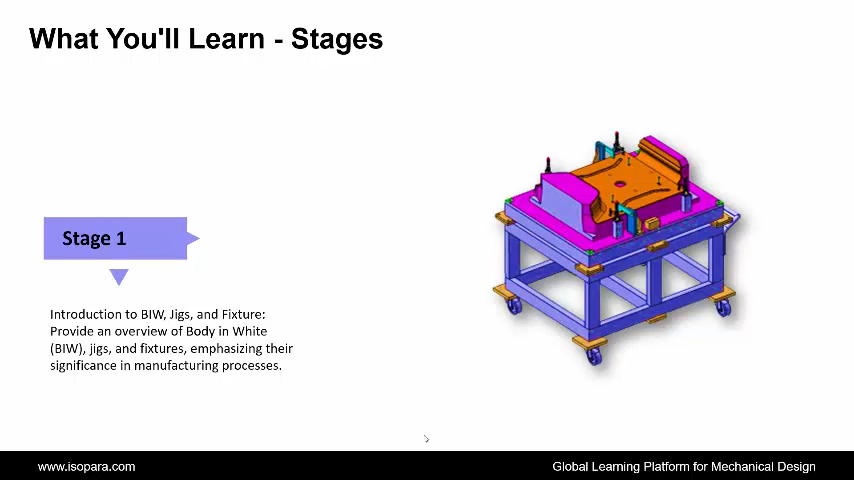 What You'll Learn - Stages
Stage 1
Introduction to BIW, Jigs, and Fixture:
Provide an overview of Body in White
(BIW), jigs, and fixtures, emphasizing their
significance in manufacturing processes.
www.isopara.com
Global Learning Platform for Mechanical Design